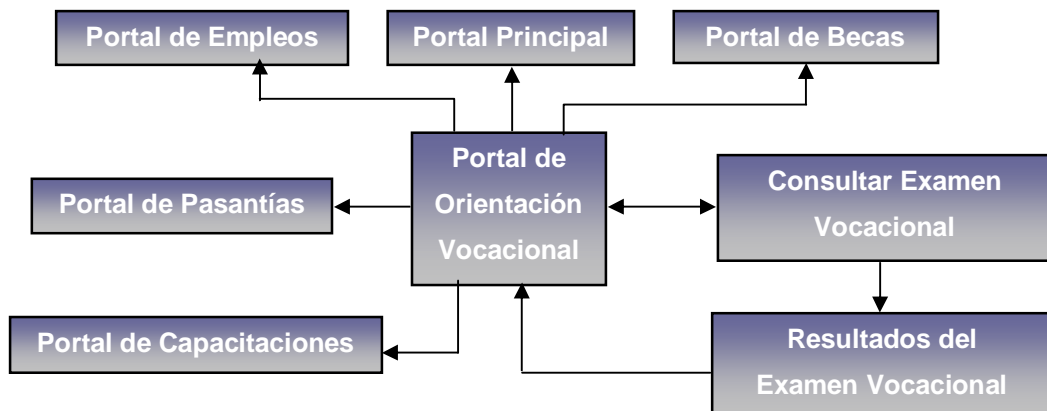 Portal de Empleos
Portal Principal
Portal de Becas
Portal de
Orientación
Vocacional
Consultar Examen
Vocacional
Portal de Pasantías
Portal de Capacitaciones
Resultados del
Examen Vocacional